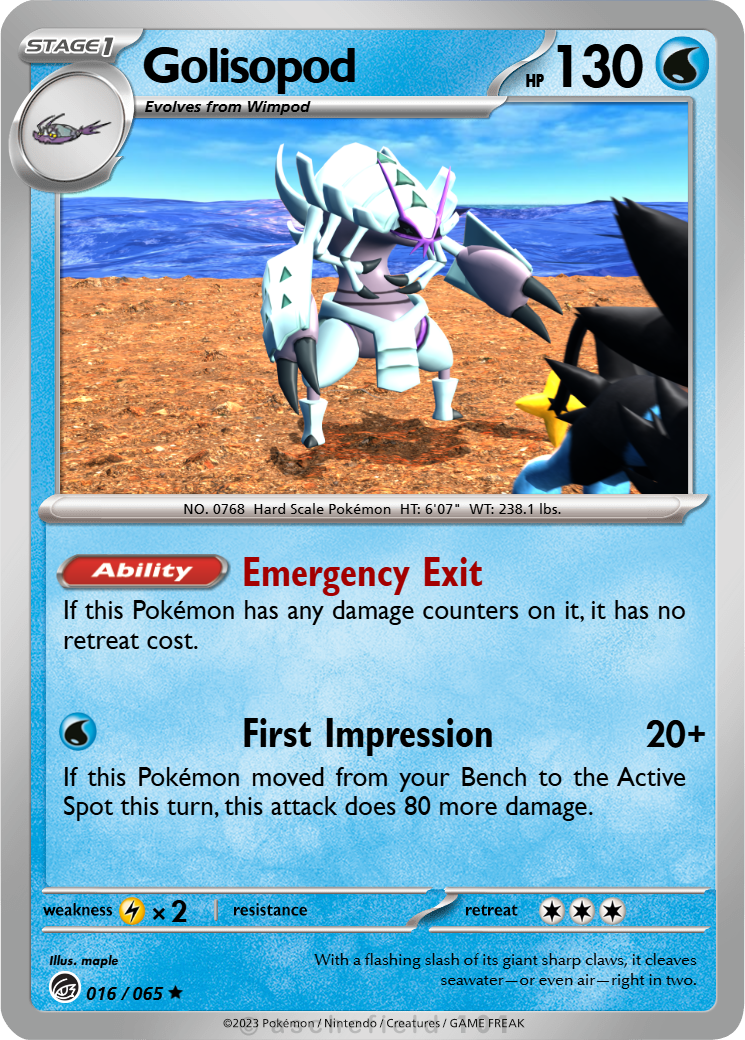 STAGE1
Golisopod
HP 130
Evolves from Wimpod
NO. 0768 Hard Scale Pokémon HT: 6'07" WT: 238.1 lbs.
Ability Emergency Exit
If this Pokémon has any damage counters on it, it has no
retreat cost.
First Impression 20+
If this Pokémon moved from your Bench to the Active
Spot this turn, this attack does 80 more damage.
weakness × 2 resistance retreat
Illus. maple
With a flashing slash of its giant sharp claws, it cleaves
seawater—or even air—right in two.
016 / 065 ★
©2023 Pokémon / Nintendo / Creatures / GAME FREAK